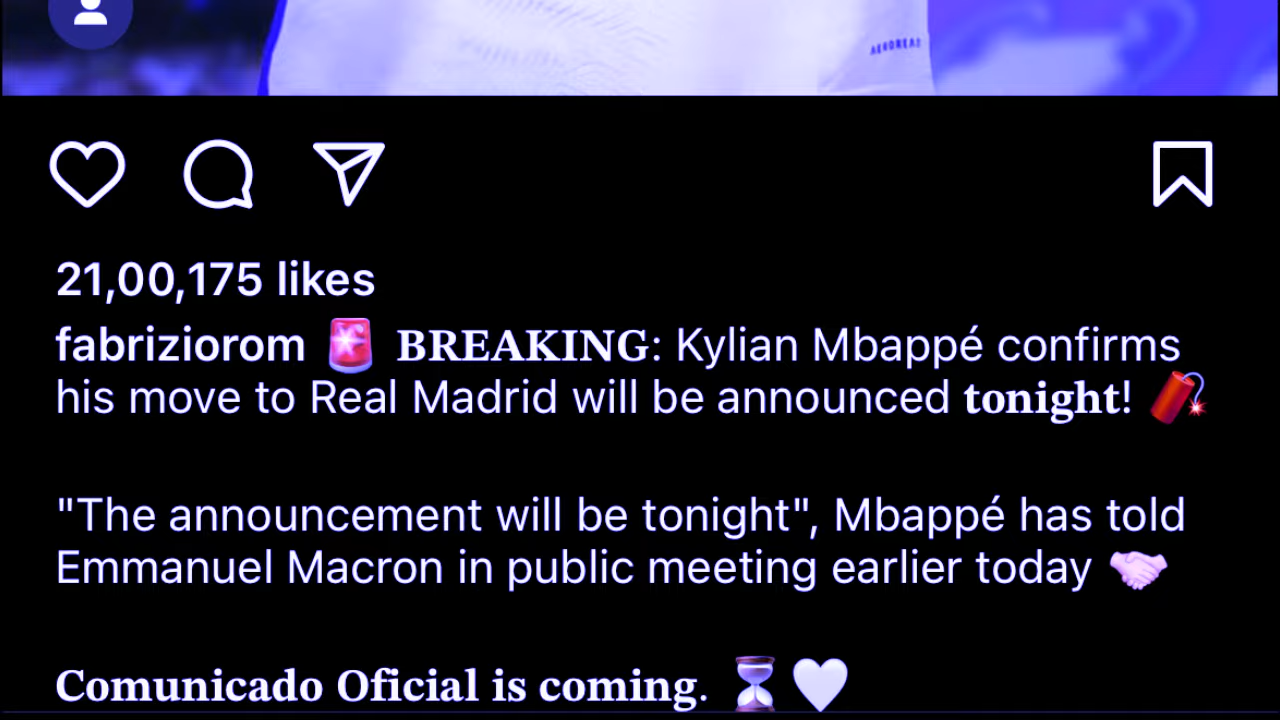 AEROREADY
21,00,175 likes
fabriziorom 🚨 BREAKING: Kylian Mbappé confirms
his move to Real Madrid will be announced tonight! 🧨
"The announcement will be tonight", Mbappé has told
Emmanuel Macron in public meeting earlier today 🤝
Comunicado Oficial is coming. ⏳🤍